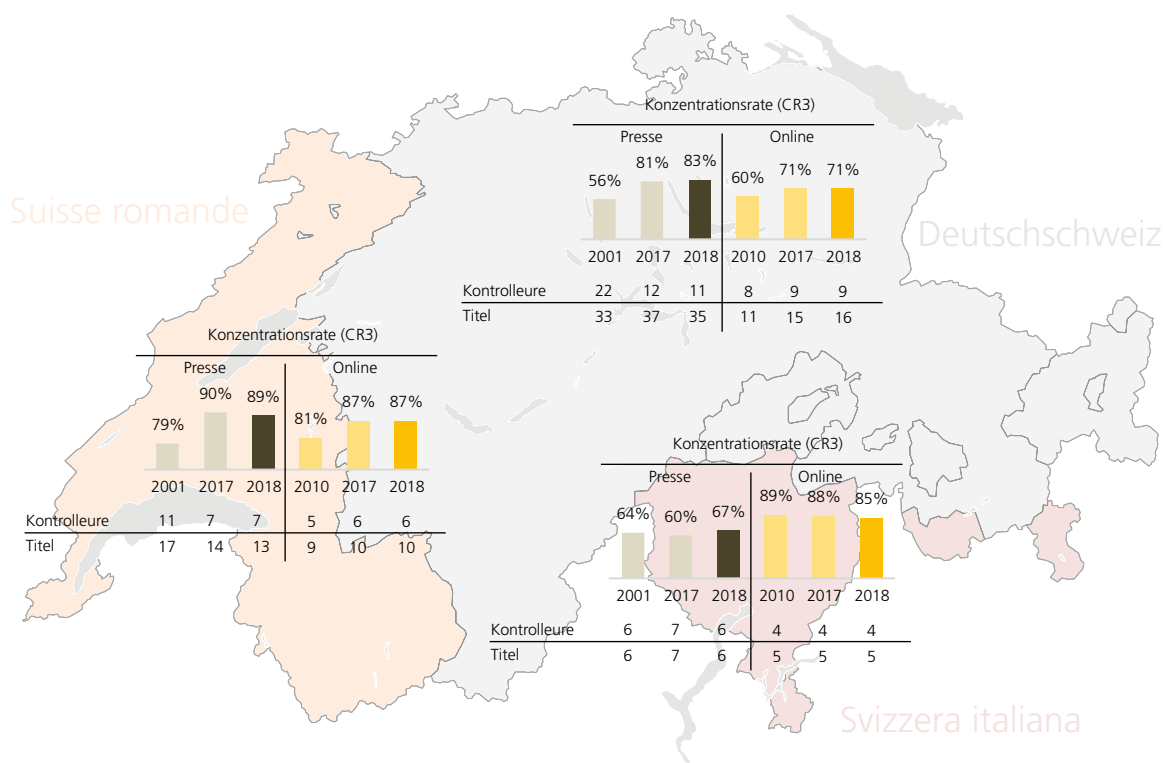 Konzentrationsrate (CR3)
Presse Online
56% 81% 83% 60% 71% 71%
2001 2017 2018 2010 2017 2018
Kontrolleure 22 12 11 8 9 9
Titel 33 37 35 11 15 16
Suisse romande
Deutschschweiz
Konzentrationsrate (CR3)
Presse Online
79% 90% 89% 81% 87% 87%
2001 2017 2018 2010 2017 2018
Kontrolleure 11 7 7 5 6 6
Titel 17 14 13 9 10 10
Konzentrationsrate (CR3)
Presse Online
64% 60% 67% 89% 88% 85%
2001 2017 2018 2010 2017 2018
Kontrolleure 6 7 6 4 4 4
Titel 6 7 6 5 5 5
Svizzera italiana